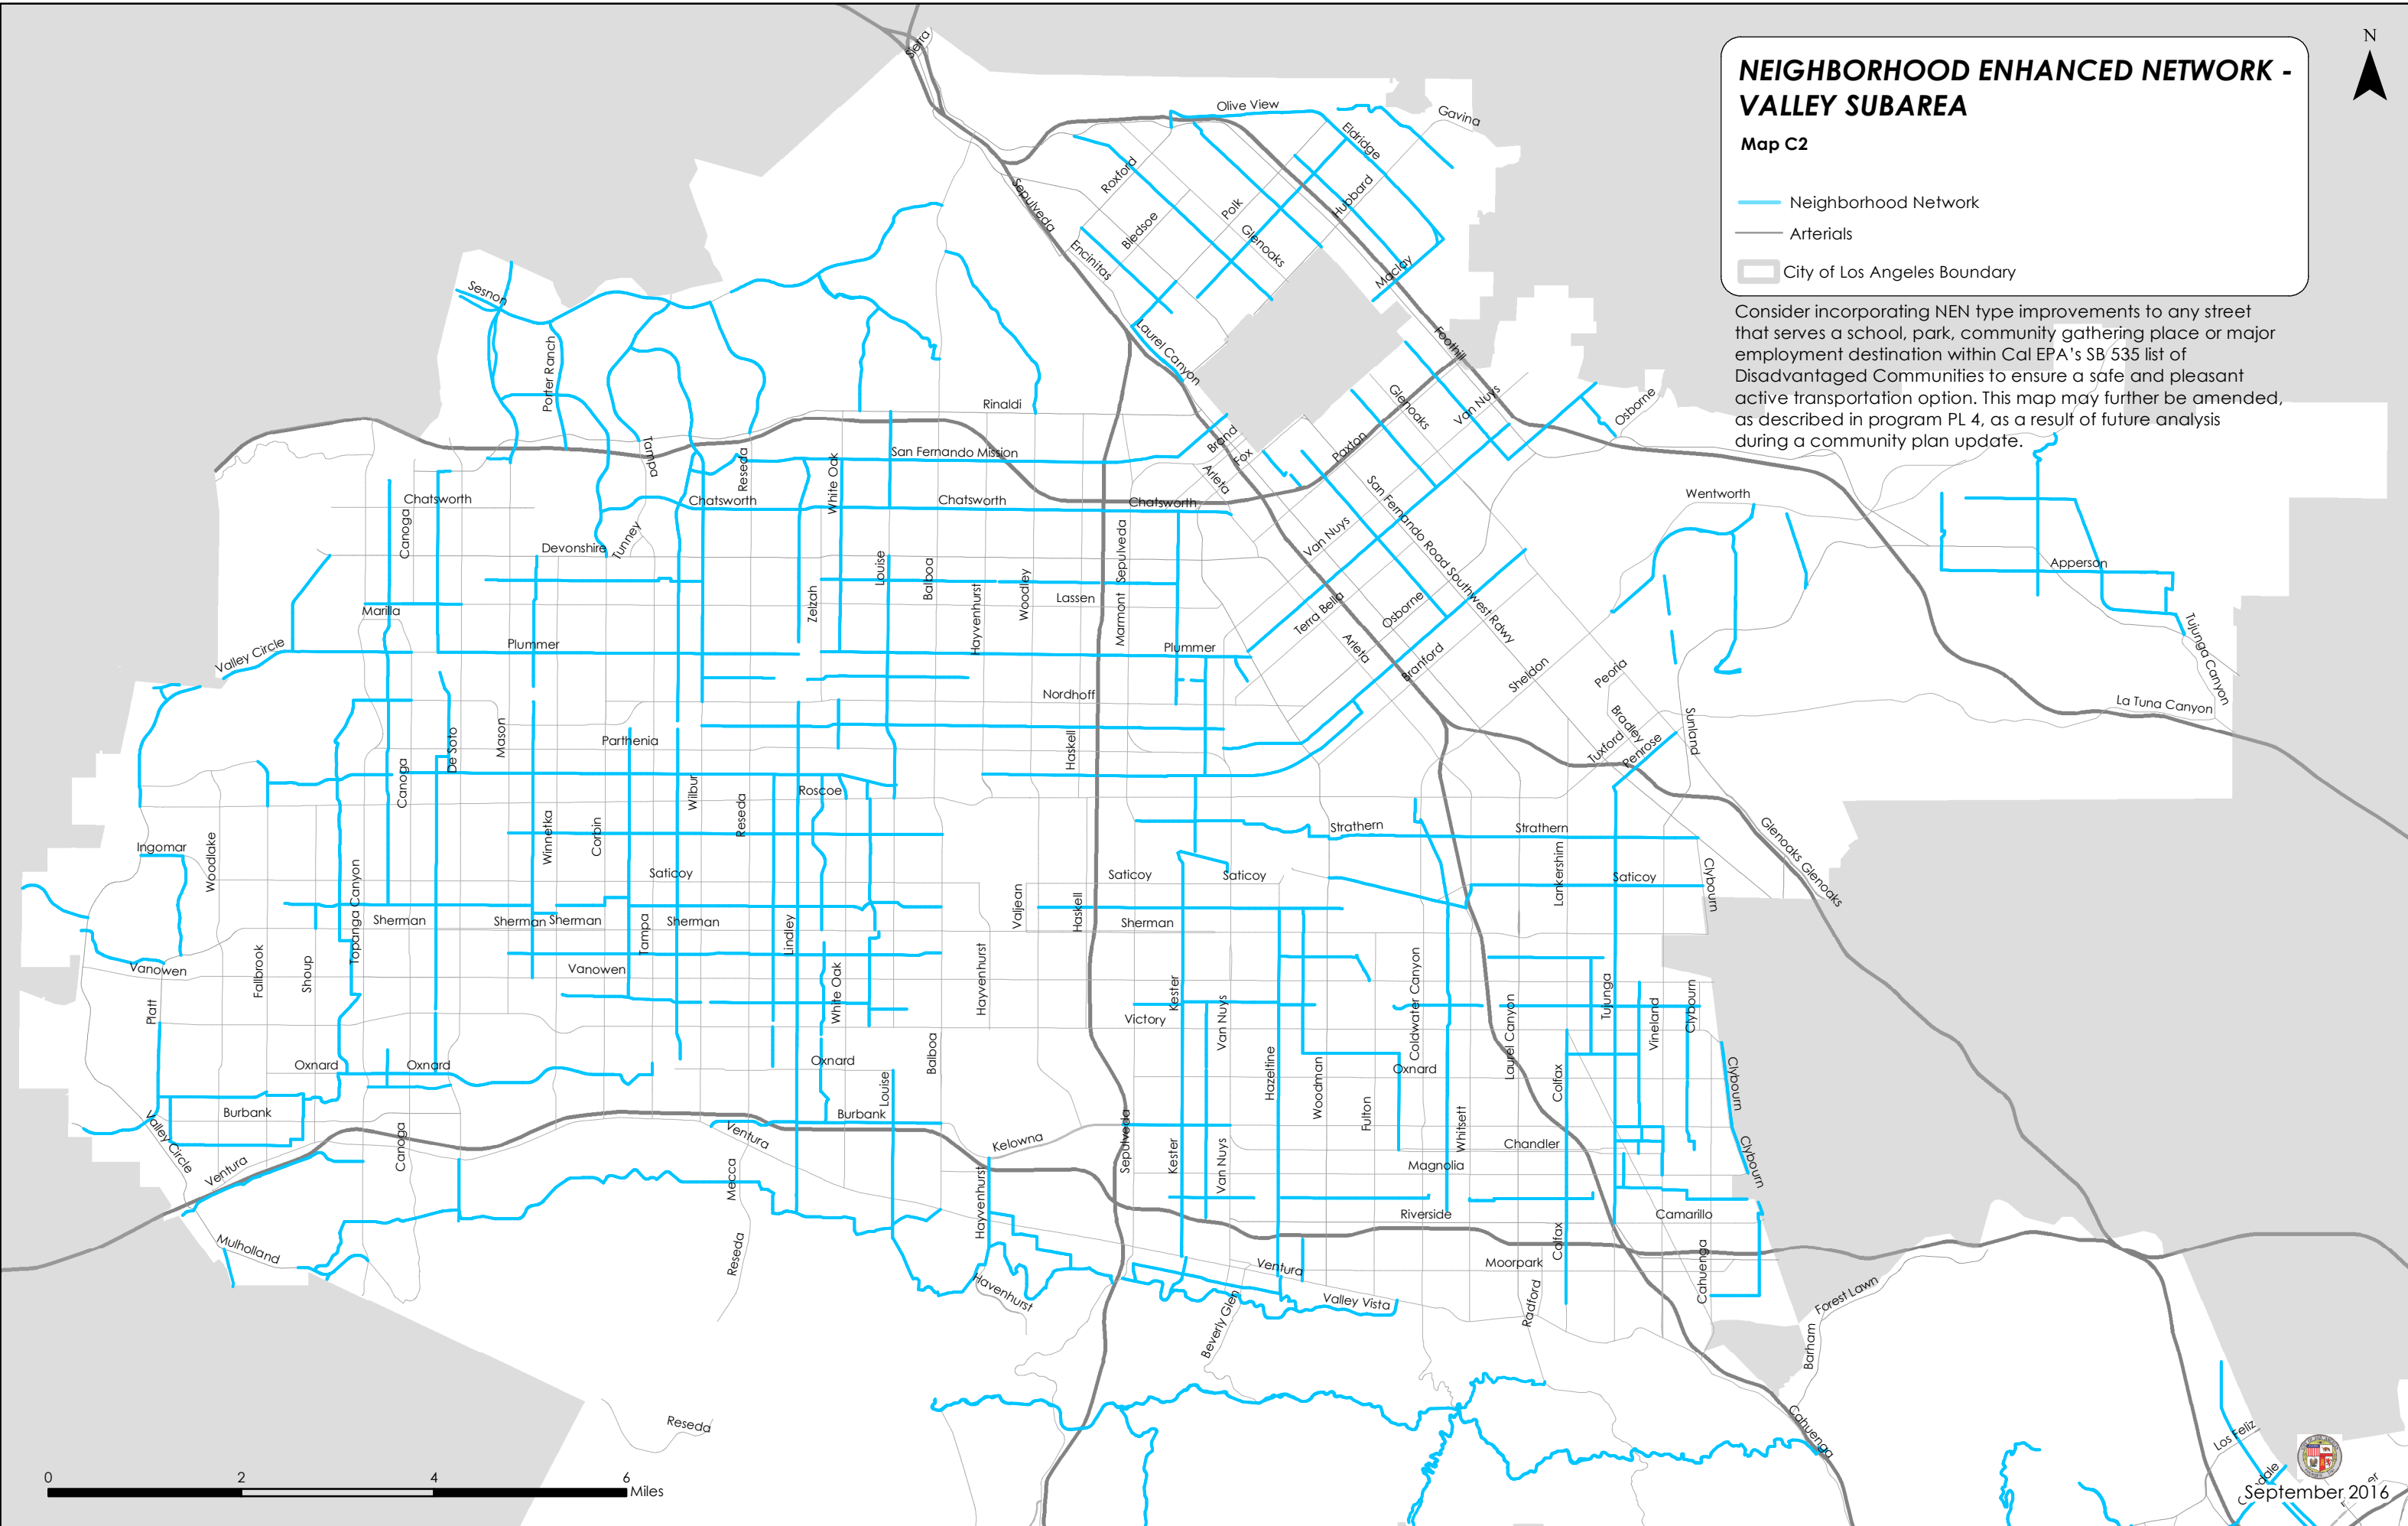 NEIGHBORHOOD ENHANCED NETWORK -
VALLEY SUBAREA
Map C2
Neighborhood Network
Arterials
City of Los Angeles Boundary
Consider incorporating NEN type improvements to any street
that serves a school, park, community gathering place or major
employment destination within Cal EPA's SB 535 list of
Disadvantaged Communities to ensure a safe and pleasant
active transportation option. This map may further be amended,
as described in program PL 4, as a result of future analysis
during a community plan update.
N
Sierra
Olive View
Gavina
Eldridge
Roxford
Sepulveda
Hubbard
Polk
Bledsoe
Glenoaks
Encinitas
Maclay
Sesnon
Laurel Canyon
Foothill
Porter Ranch
Rinaldi
Glenoaks
Van Nuys
Osborne
Brand
Fox
Paxton
Tampa
San Fernando Mission
Reseda
White Oak
Arleta
Chatsworth
Chatsworth
Chatsworth
Chatsworth
Wentworth
San Fernando Road Southwest Rdwy
Canoga
Tunney
Devonshire
Van Nuys
Sepulveda
Louise
Balboa
Apperson
Marilla
Zelzah
Hayvenhurst
Woodley
Lassen
Marmont
Terra Bella
Osborne
Tujunga Canyon
Valley Circle
Plummer
Plummer
Arleta
Branford
Sheldon
Peoria
Nordhoff
La Tuna Canyon
De Soto
Mason
Parthenia
Haskell
Bradley
Tuxford
Penrose
Sunland
Canoga
Wilbur
Roscoe
Reseda
Winnetka
Corbin
Strathern
Strathern
Glenoaks
Glenoaks
Ingomar
Woodlake
Saticoy
Saticoy
Saticoy
Saticoy
Lankershim
Clybourn
Topanga Canyon
Sherman
Sherman
Sherman
Sherman
Sherman
Tampa
Lindley
Valjean
Haskell
Vanowen
Vanowen
Fallbrook
Shoup
White Oak
Hayvenhurst
Kester
Van Nuys
Coldwater Canyon
Laurel Canyon
Tujunga
Vineland
Clybourn
Platt
Victory
Oxnard
Oxnard
Oxnard
Oxnard
Balboa
Louise
Hazeltine
Woodman
Fulton
Colfax
Clybourn
Burbank
Burbank
Valley Circle
Ventura
Canoga
Ventura
Kelowna
Sepulveda
Kester
Van Nuys
Whitsett
Chandler
Magnolia
Clybourn
Mecca
Hayvenhurst
Riverside
Camarillo
Mulholland
Reseda
Ventura
Moorpark
Colfax
Cahuenga
Havenhurst
Beverly Glen
Valley Vista
Radford
Forest Lawn
Barham
Reseda
Cahuenga
Los Feliz
0 2 4 6
Miles
September 2016